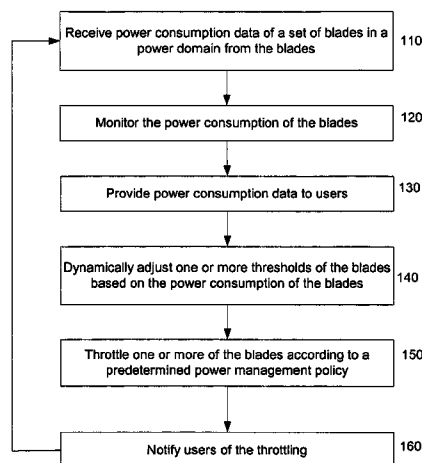 Receive power consumption data of a set of blades in a
power domain from the blades
110
Monitor the power consumption of the blades
120
Provide power consumption data to users
130
Dynamically adjust one or more thresholds of the blades
based on the power consumption of the blades
140
Throttle one or more of the blades according to a
predetermined power management policy
150
Notify users of the throttling
160